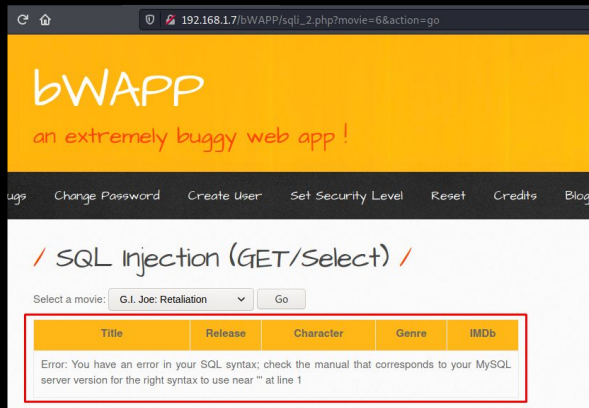 192.168.1.7/bWAPP/sqli_2.php?movie=6&action=go
bWAPP
an extremely buggy web app !
ugs Change Password Create User Set Security Level Reset Credits Blog
/ SQL Injection (GET/Select) /
Select a movie: G.I. Joe: Retaliation Go
Title Release Character Genre IMDb
Error: You have an error in your SQL syntax; check the manual that corresponds to your MySQL
server version for the right syntax to use near ''' at line 1